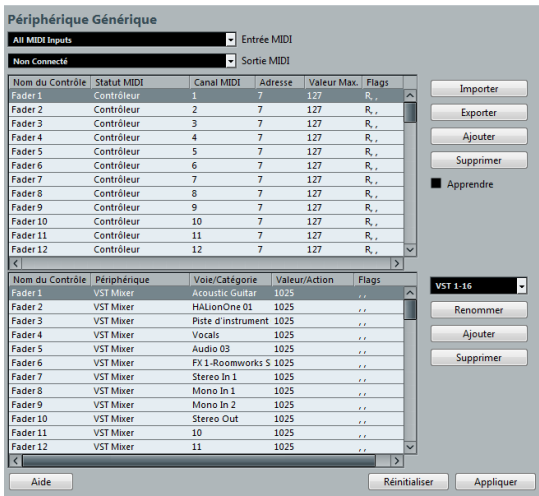 Périphérique Générique
All MIDI Inputs Entrée MIDI
Non Connecté Sortie MIDI
Nom du Contrôle Statut MIDI Canal MIDI Adresse Valeur Max. Flags
Fader 1 Contrôleur 1 7 127 R, ,
Fader 2 Contrôleur 2 7 127 R, ,
Fader 3 Contrôleur 3 7 127 R, ,
Fader 4 Contrôleur 4 7 127 R, ,
Fader 5 Contrôleur 5 7 127 R, ,
Fader 6 Contrôleur 6 7 127 R, ,
Fader 7 Contrôleur 7 7 127 R, ,
Fader 8 Contrôleur 8 7 127 R, ,
Fader 9 Contrôleur 9 7 127 R, ,
Fader 10 Contrôleur 10 7 127 R, ,
Fader 11 Contrôleur 11 7 127 R, ,
Fader 12 Contrôleur 12 7 127 R, ,
Importer
Exporter
Ajouter
Supprimer
Apprendre
Nom du Contrôle Périphérique Voie/Catégorie Valeur/Action Flags
Fader 1 VST Mixer Acoustic Guitar 1025 , ,
Fader 2 VST Mixer HALionOne 01 1025 , ,
Fader 3 VST Mixer Piste d'instrument 1025 , ,
Fader 4 VST Mixer Vocals 1025 , ,
Fader 5 VST Mixer Audio 03 1025 , ,
Fader 6 VST Mixer FX 1-Roomworks S 1025 , ,
Fader 7 VST Mixer Stereo In 1 1025 , ,
Fader 8 VST Mixer Mono In 1 1025 , ,
Fader 9 VST Mixer Mono In 2 1025 , ,
Fader 10 VST Mixer Stereo Out 1025 , ,
Fader 11 VST Mixer 10 1025 , ,
Fader 12 VST Mixer 11 1025 , ,
VST 1-16
Renommer
Ajouter
Supprimer
Aide Réinitialiser Appliquer